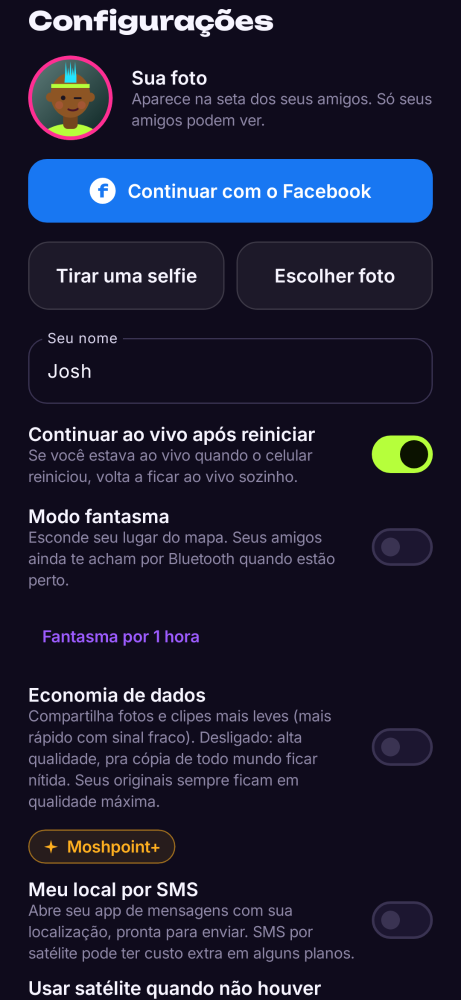 Configurações
Sua foto
Aparece na seta dos seus amigos. Só seus
amigos podem ver.
Continuar com o Facebook
Tirar uma selfie
Escolher foto
Seu nome
Josh
Continuar ao vivo após reiniciar
Se você estava ao vivo quando o celular
reiniciou, volta a ficar ao vivo sozinho.
Modo fantasma
Esconde seu lugar do mapa. Seus amigos
ainda te acham por Bluetooth quando estão
perto.
Fantasma por 1 hora
Economia de dados
Compartilha fotos e clipes mais leves (mais
rápido com sinal fraco). Desligado: alta
qualidade, pra cópia de todo mundo ficar
nítida. Seus originais sempre ficam em
qualidade máxima.
Moshpoint+
Meu local por SMS
Abre seu app de mensagens com sua
localização, pronta para enviar. SMS por
satélite pode ter custo extra em alguns planos.
Usar satélite quando não houver